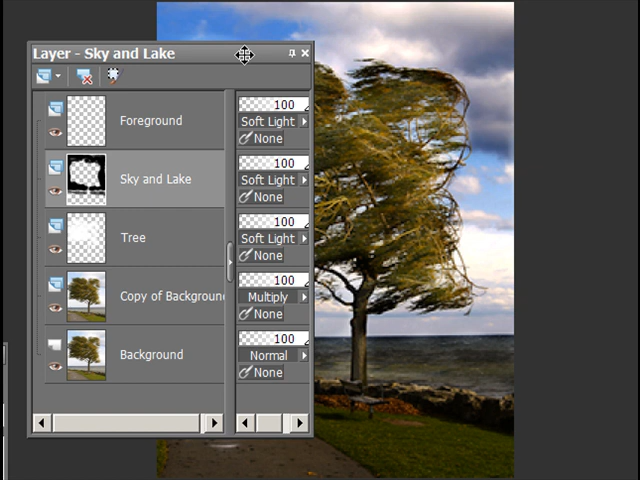 Layer - Sky and Lake
Foreground
100
Soft Light
None
Sky and Lake
100
Soft Light
None
Tree
100
Soft Light
None
Copy of Background
100
Multiply
None
Background
100
Normal
None